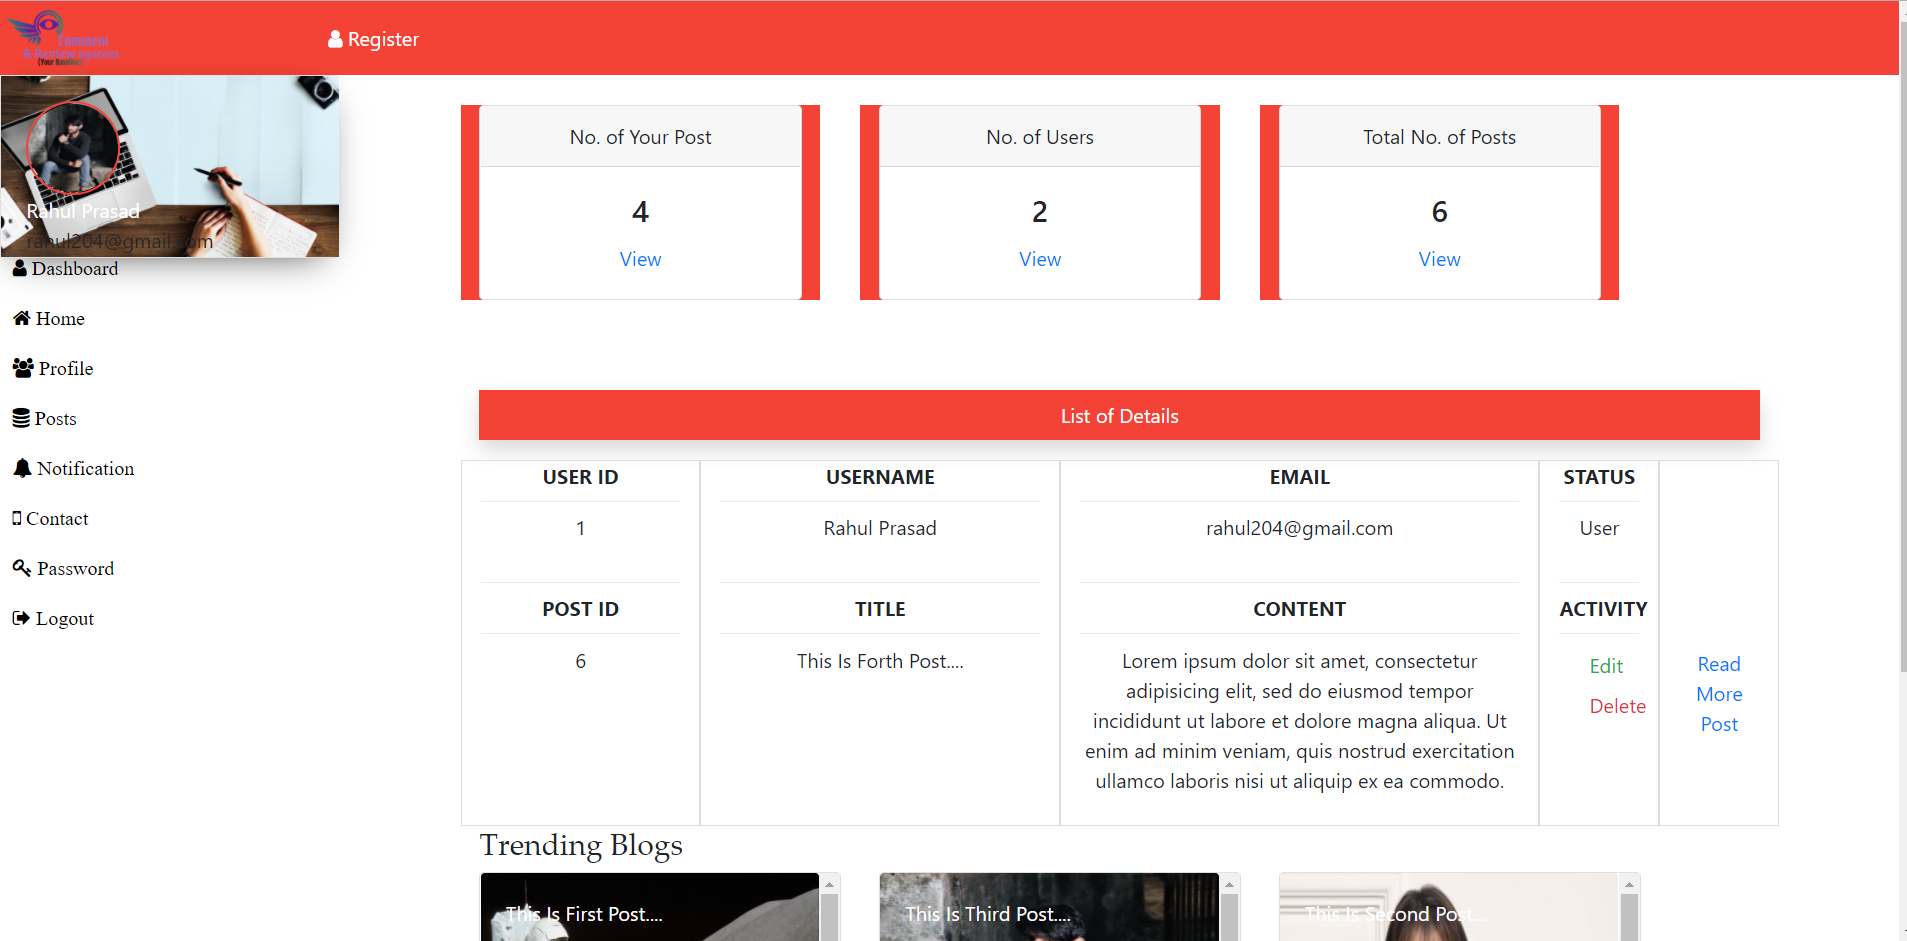 Comment
& Review system
(Your Baseline)
Register
Rahul Prasad
rahul204@gmail.com
Dashboard
Home
Profile
Posts
Notification
Contact
Password
Logout
No. of Your Post
4
View
No. of Users
2
View
Total No. of Posts
6
View
List of Details
USER ID
USERNAME
EMAIL
STATUS
1
Rahul Prasad
rahul204@gmail.com
User
POST ID
TITLE
CONTENT
ACTIVITY
6
This Is Forth Post....
Lorem ipsum dolor sit amet, consectetur
adipisicing elit, sed do eiusmod tempor
incididunt ut labore et dolore magna aliqua. Ut
enim ad minim veniam, quis nostrud exercitation
ullamco laboris nisi ut aliquip ex ea commodo.
Edit
Delete
Read
More
Post
Trending Blogs
This Is First Post....
This Is Third Post....
This Is Second Post...